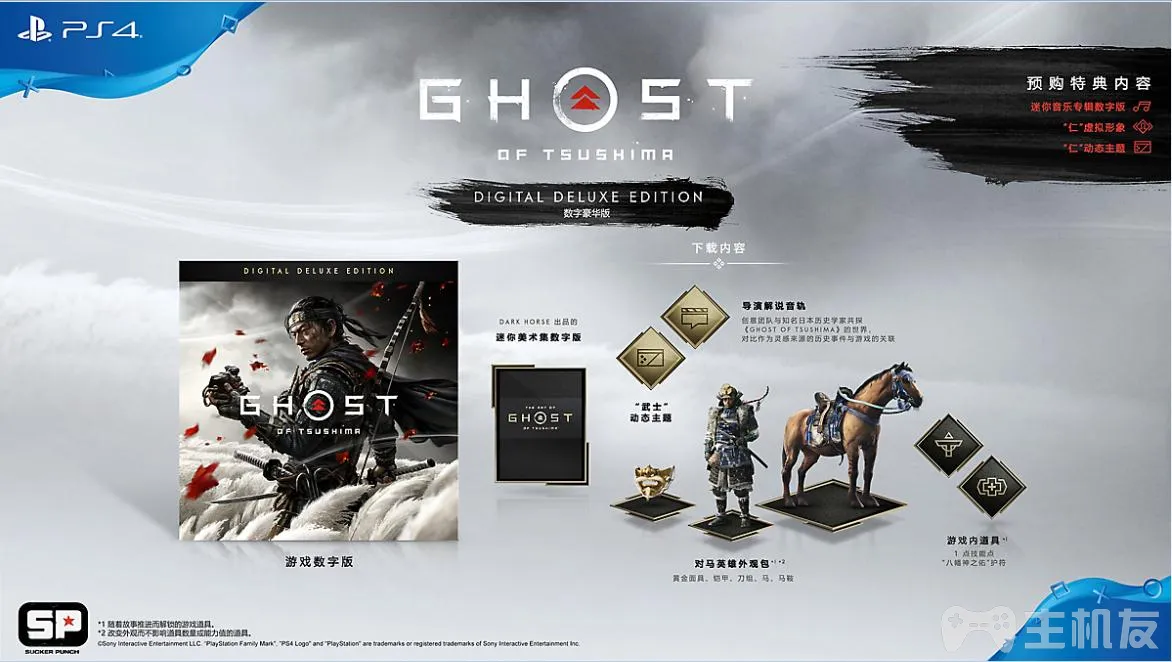 PS4
GHOST
OF TSUSHIMA
DIGITAL DELUXE EDITION
数字豪华版
预购特典内容
迷你音乐专辑数字版
“仁”虚拟形象
“仁”动态主题
下载内容
DIGITAL DELUXE EDITION
GHOST
OF TSUSHIMA
游戏数字版
DARK HORSE 出品的
迷你美术集数字版
THE ART OF
GHOST
OF TSUSHIMA
导演解说音轨
创意团队与知名日本历史学家共探
《GHOST OF TSUSHIMA》的世界，
对比作为灵感来源的历史事件与游戏的关联
“武士”
动态主题
对马英雄外观包*1 *2
黄金面具、铠甲、刀组、马、马鞍
游戏内道具*1
1 点技能点
“八幡神之佑”护符
SP
SUCKER PUNCH
*1 随着故事推进而解锁的游戏道具。
*2 改变外观而不影响道具数量或能力值的道具。
©Sony Interactive Entertainment LLC. "PlayStation Family Mark", "PS4 Logo" and "PlayStation" are trademarks or registered trademarks of Sony Interactive Entertainment Inc.
主机友